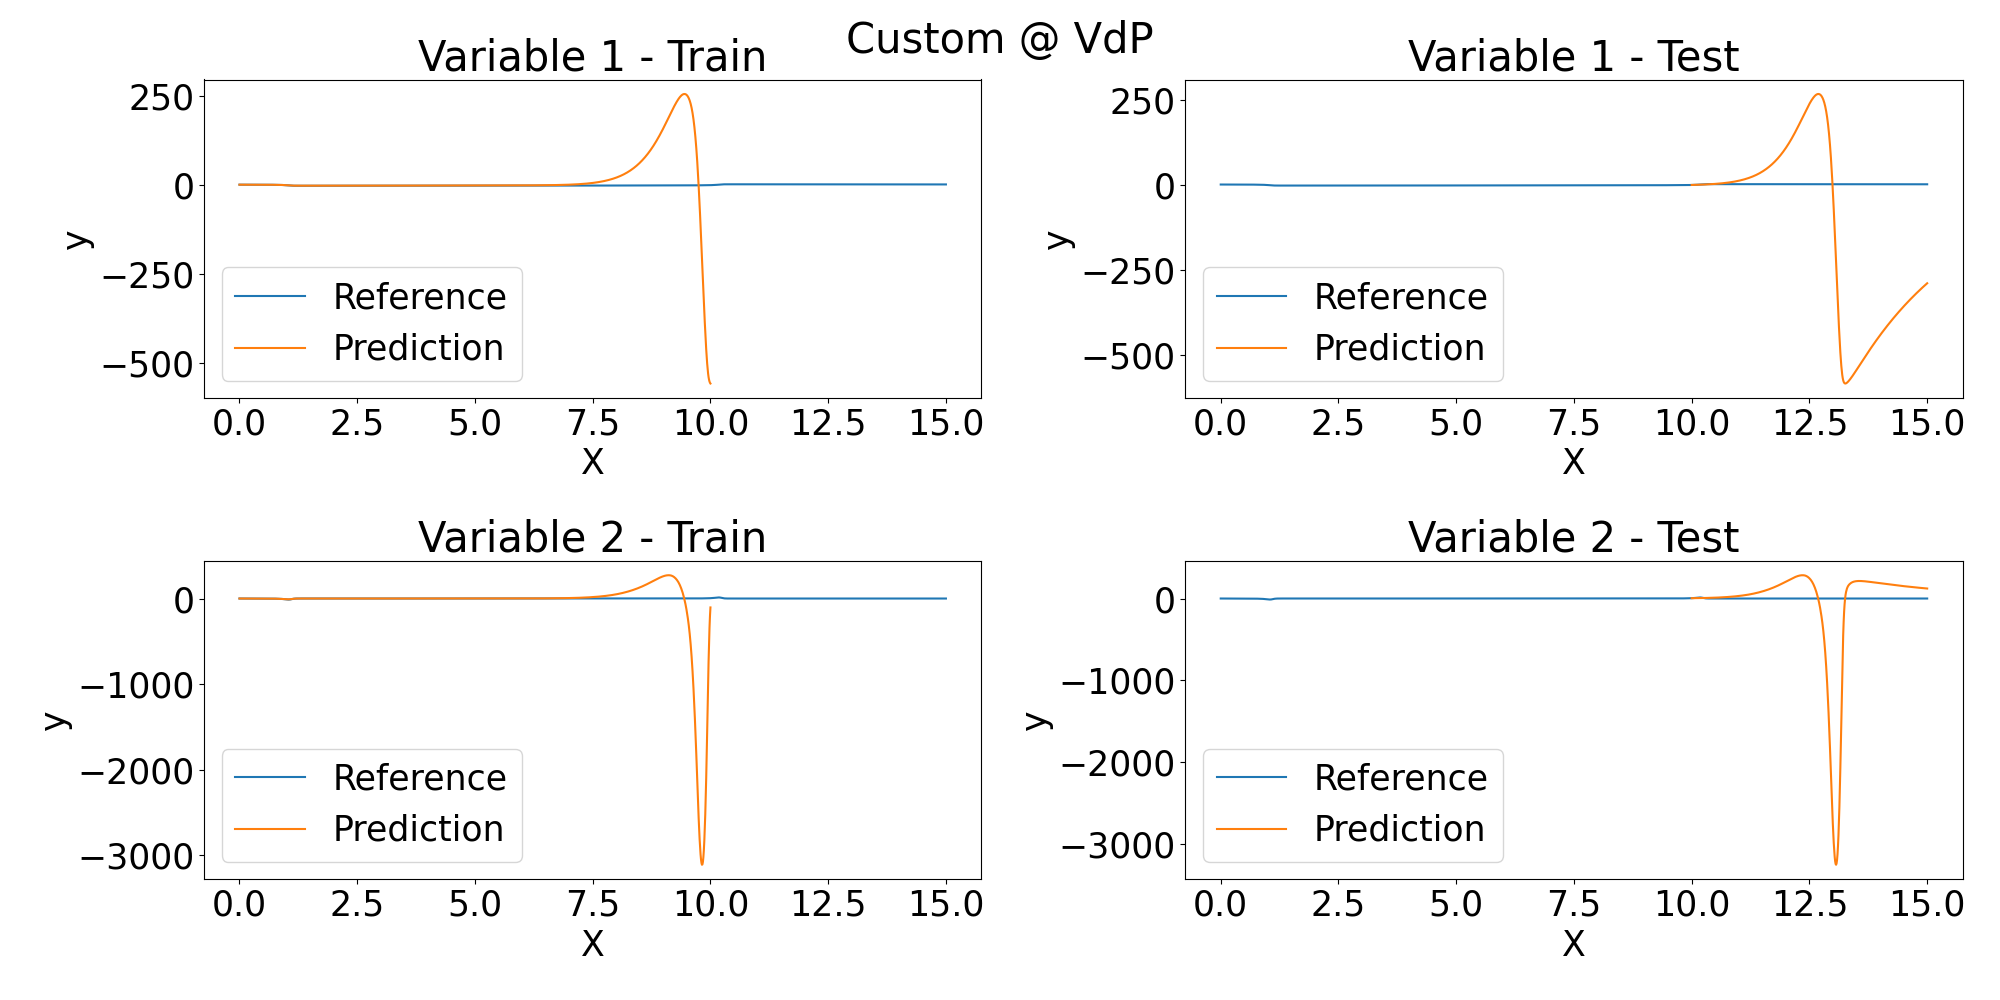 Custom @ VdP
Variable 1 - Train
250
0
−250
−500
y
Reference
Prediction
0.0 2.5 5.0 7.5 10.0 12.5 15.0
X
Variable 1 - Test
250
0
−250
−500
y
Reference
Prediction
0.0 2.5 5.0 7.5 10.0 12.5 15.0
X
Variable 2 - Train
0
−1000
−2000
−3000
y
Reference
Prediction
0.0 2.5 5.0 7.5 10.0 12.5 15.0
X
Variable 2 - Test
0
−1000
−2000
−3000
y
Reference
Prediction
0.0 2.5 5.0 7.5 10.0 12.5 15.0
X